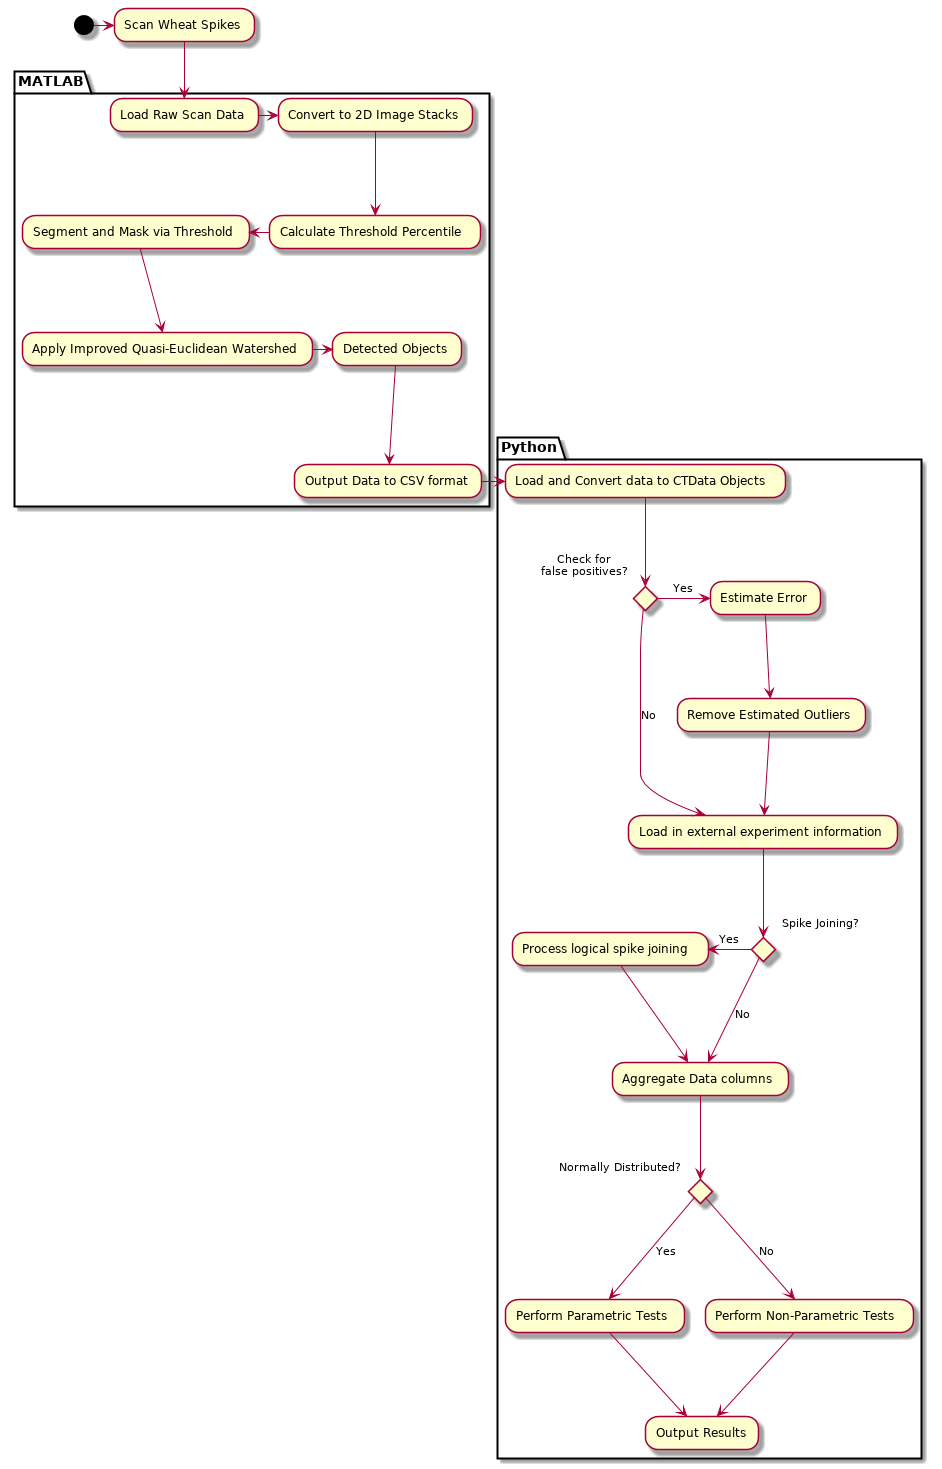 Scan Wheat Spikes
MATLAB
Load Raw Scan Data
Convert to 2D Image Stacks
Segment and Mask via Threshold
Calculate Threshold Percentile
Apply Improved Quasi-Euclidean Watershed
Detected Objects
Output Data to CSV format
Python
Load and Convert data to CTData Objects
Check for
false positives?
Yes
Estimate Error
No
Remove Estimated Outliers
Load in external experiment information
Spike Joining?
Yes
Process logical spike joining
No
Aggregate Data columns
Normally Distributed?
Yes
No
Perform Parametric Tests
Perform Non-Parametric Tests
Output Results